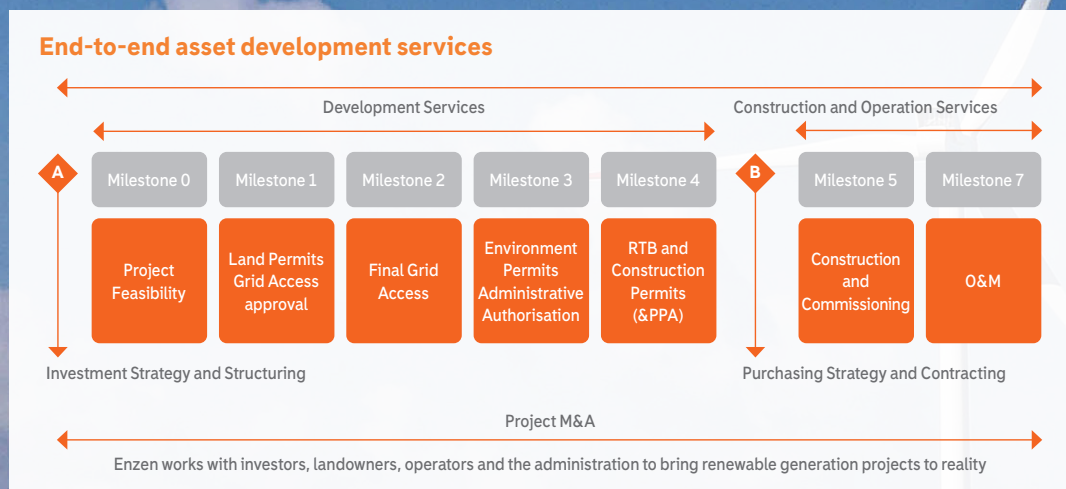 End-to-end asset development services
Development Services
Construction and Operation Services
A
Milestone 0
Milestone 1
Milestone 2
Milestone 3
Milestone 4
B
Milestone 5
Milestone 7
Project
Feasibility
Land Permits
Grid Access
approval
Final Grid
Access
Environment
Permits
Administrative
Authorisation
RTB and
Construction
Permits
(&PPA)
Construction
and
Commissioning
O&M
Investment Strategy and Structuring
Purchasing Strategy and Contracting
Project M&A
Enzen works with investors, landowners, operators and the administration to bring renewable generation projects to reality